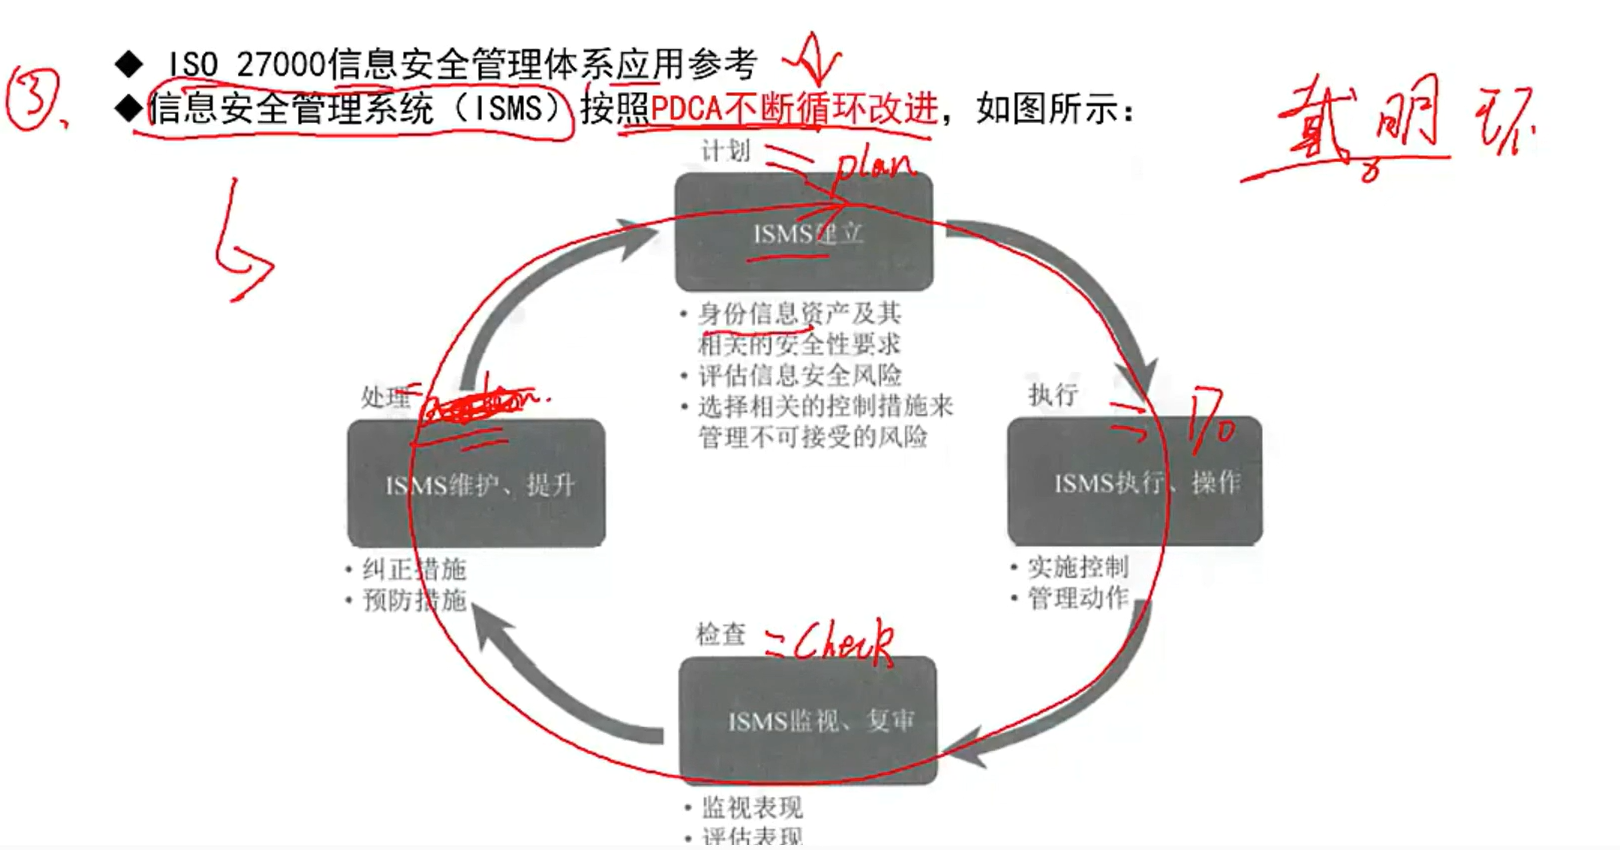 ◆ ISO 27000信息安全管理体系应用参考
③、
◆信息安全管理系统（ISMS）按照PDCA不断循环改进，如图所示：
戴明环
计划
plan
ISMS建立
• 身份信息资产及其
相关的安全性要求
• 评估信息安全风险
• 选择相关的控制措施来
管理不可接受的风险
处理
ISMS维护、提升
• 纠正措施
• 预防措施
执行
Do
ISMS执行、操作
• 实施控制
• 管理动作
检查
Check
ISMS监视、复审
• 监视表现
• 评估表现